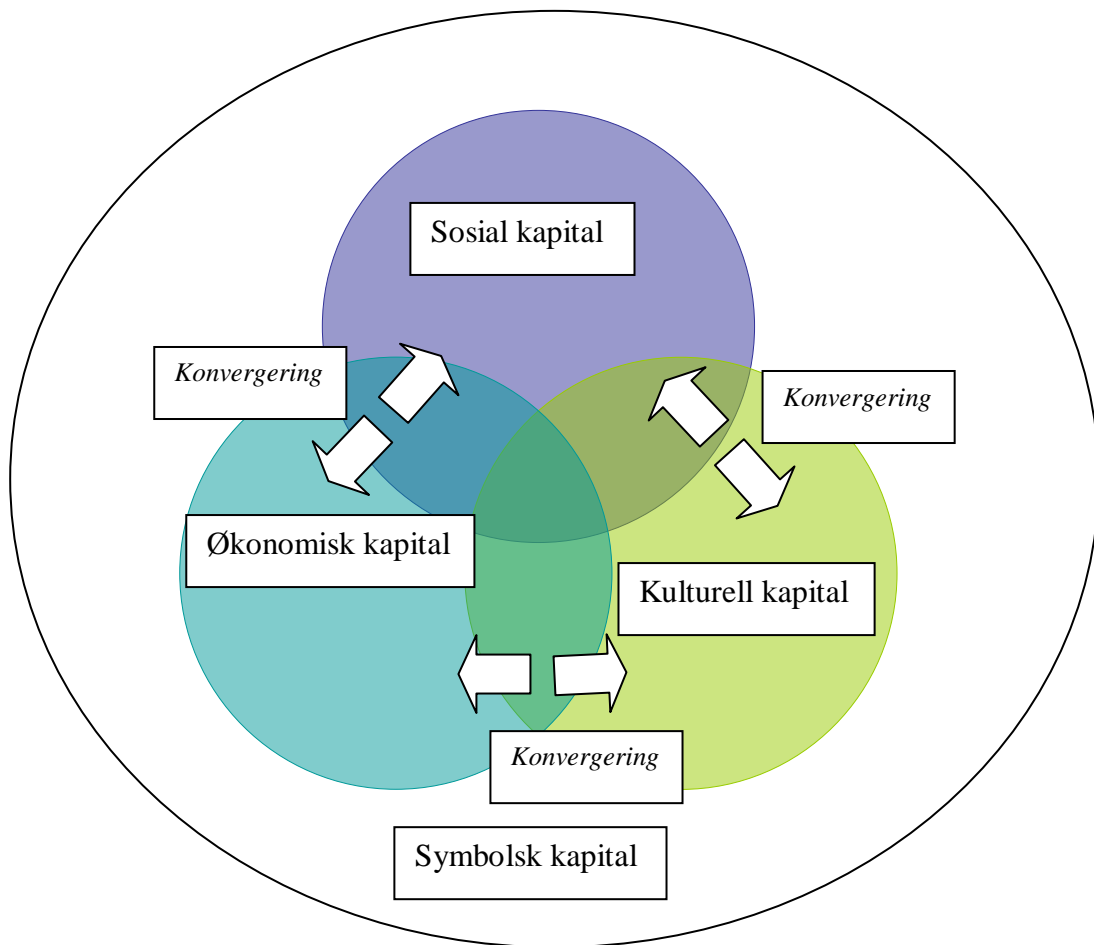 Sosial kapital
Konvergering
Konvergering
Økonomisk kapital
Kulturell kapital
Konvergering
Symbolsk kapital